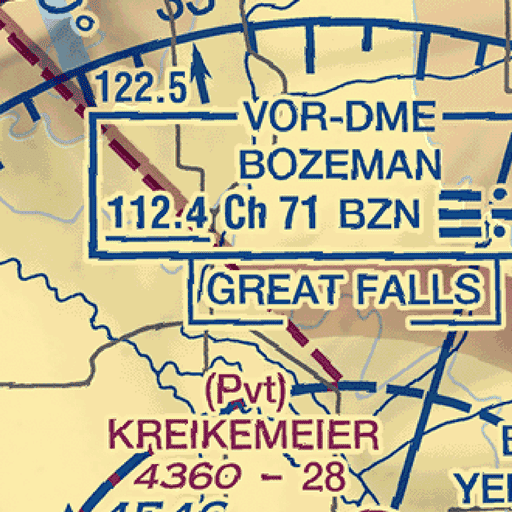 122.5
VOR-DME
BOZEMAN
112.4 Ch 71 BZN
GREAT FALLS
(Pvt)
KREIKEMEIER
4360 - 28